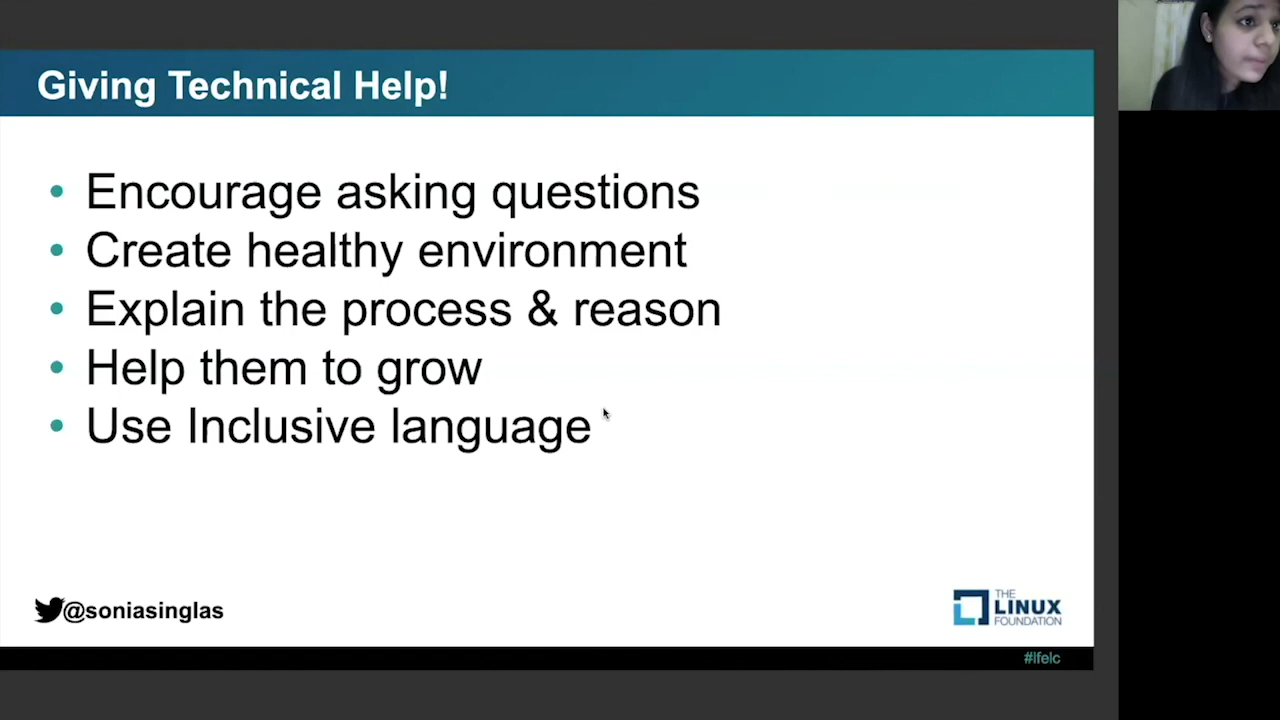 Giving Technical Help!
• Encourage asking questions
• Create healthy environment
• Explain the process & reason
• Help them to grow
• Use Inclusive language
@soniasinglas
THE
LINUX
FOUNDATION
#lfelc